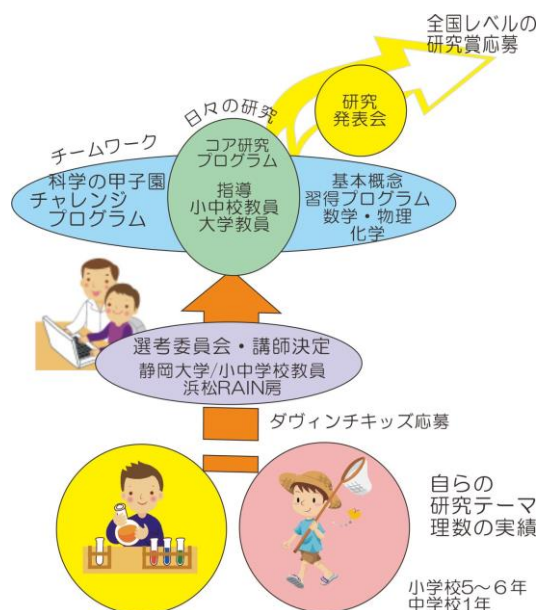 全国レベルの
研究賞応募
研究
発表会
日々の研究
チームワーク
コア研究
プログラム
指導
小中校教員
大学教員
科学の甲子園
チャレンジ
プログラム
基本概念
習得プログラム
数学・物理
化学
選考委員会・講師決定
静岡大学/小中学校教員
浜松RAIN房
ダヴィンチキッズ応募
自らの
研究テーマ
理数の実績
小学校5～6年
中学校1年